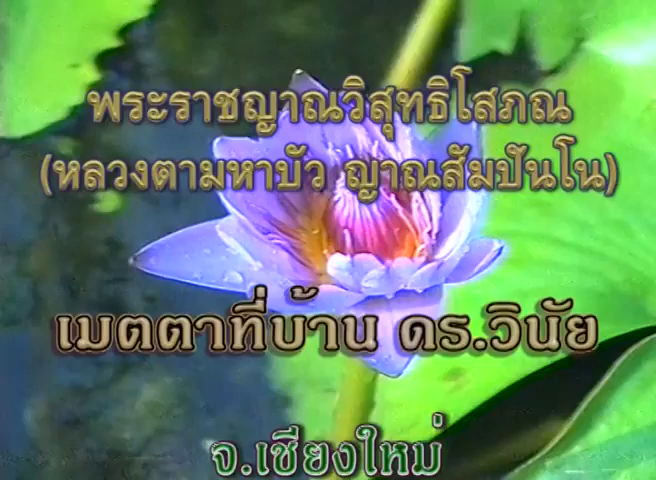 พระราชญาณวิสุทธิโสภณ
(หลวงตามหาบัว ญาณสัมปันโน)
เมตตาที่บ้าน ดร.วินัย
จ.เชียงใหม่